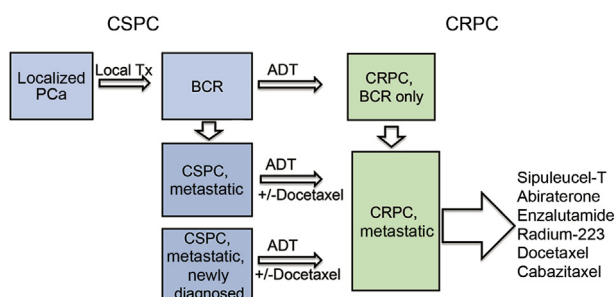 CSPC
CRPC
Localized
PCa
Local Tx
BCR
ADT
CRPC,
BCR only
CSPC,
metastatic
ADT
+/-Docetaxel
CRPC,
metastatic
Sipuleucel-T
Abiraterone
Enzalutamide
Radium-223
Docetaxel
Cabazitaxel
CSPC,
metastatic,
newly
diagnosed
ADT
+/-Docetaxel